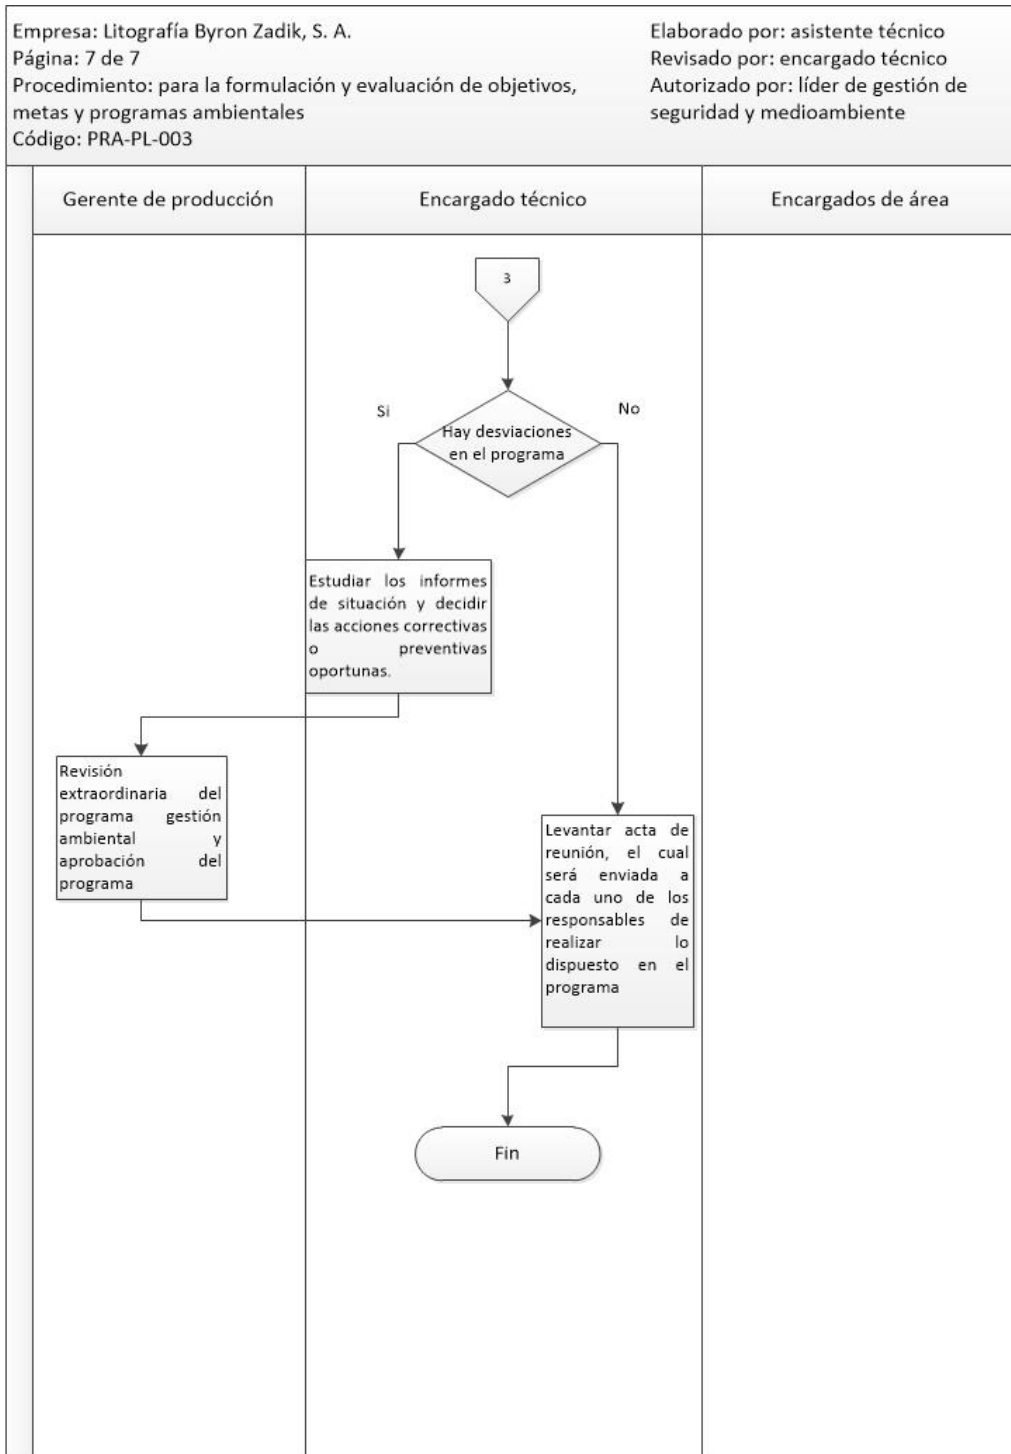 Empresa: Litografía Byron Zadik, S. A.
Página: 7 de 7
Procedimiento: para la formulación y evaluación de objetivos,
metas y programas ambientales
Código: PRA-PL-003
Elaborado por: asistente técnico
Revisado por: encargado técnico
Autorizado por: líder de gestión de
seguridad y medioambiente
Gerente de producción
Encargado técnico
Encargados de área
3
Si
No
Hay desviaciones
en el programa
Estudiar los informes
de situación y decidir
las acciones correctivas
o preventivas
oportunas.
Revisión
extraordinaria del
programa gestión
ambiental y
aprobación del
programa
Levantar acta de
reunión, el cual
será enviada a
cada uno de los
responsables de
realizar lo
dispuesto en el
programa
Fin